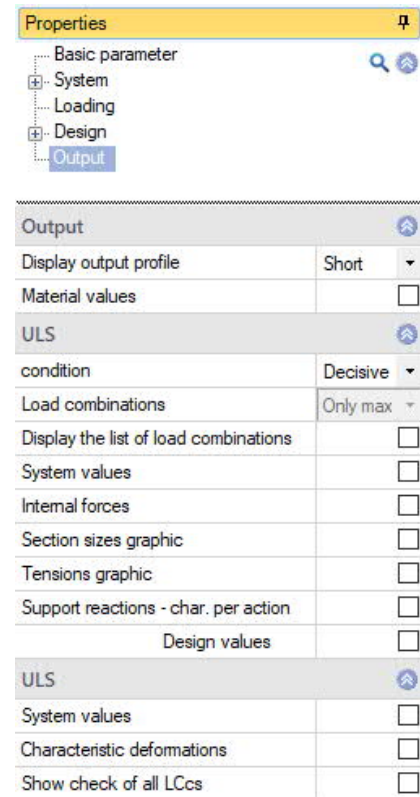 Properties
Basic parameter
System
Loading
Design
Output
Output
Display output profile Short
Material values
ULS
condition Decisive
Load combinations Only max
Display the list of load combinations
System values
Internal forces
Section sizes graphic
Tensions graphic
Support reactions - char. per action
Design values
ULS
System values
Characteristic deformations
Show check of all LCcs